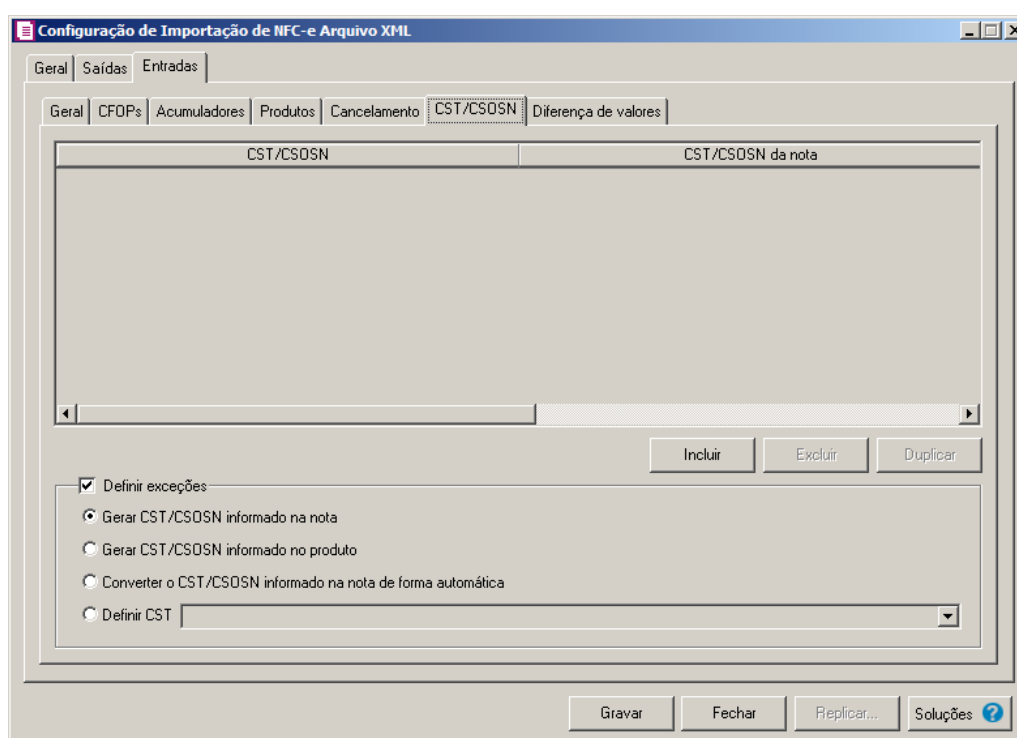 Configuração de Importação de NFC-e Arquivo XML
Geral Saídas Entradas
Geral CFOPs Acumuladores Produtos Cancelamento CST/CSOSN Diferença de valores
CST/CSOSN CST/CSOSN da nota
Incluir Excluir Duplicar
Definir exceções
Gerar CST/CSOSN informado na nota
Gerar CST/CSOSN informado no produto
Converter o CST/CSOSN informado na nota de forma automática
Definir CST
Gravar Fechar Replicar... Soluções ?